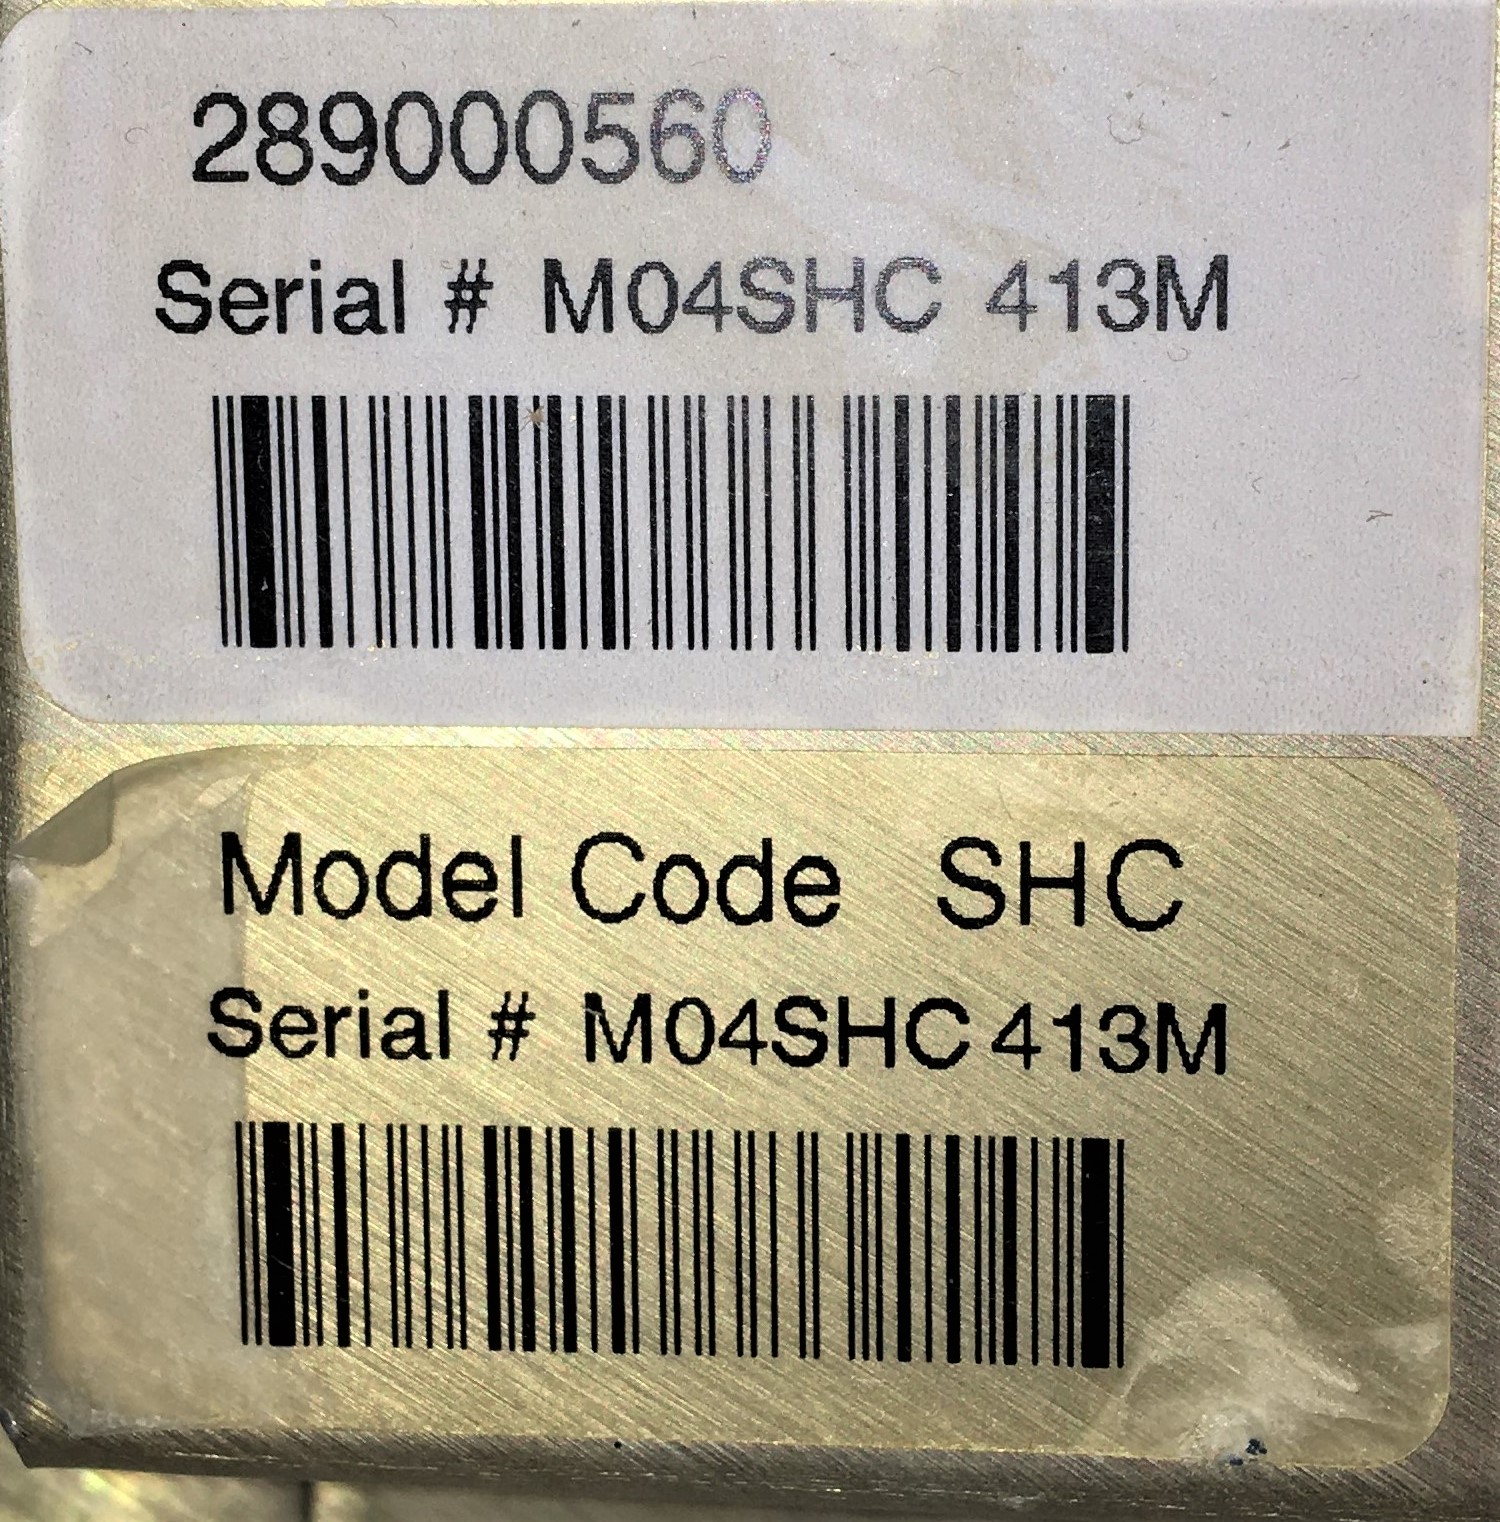 289000560
Serial # M04SHC 413M
Model Code SHC
Serial # M04SHC 413M